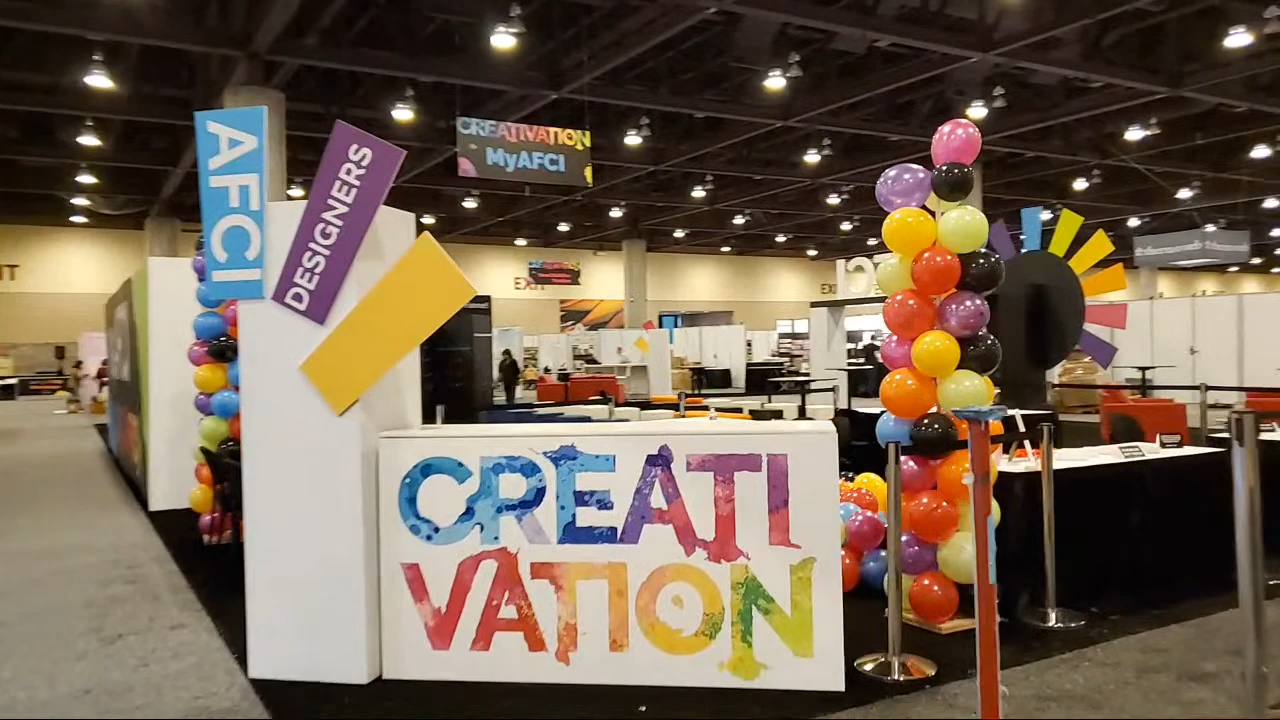 AFCI
DESIGNERS
CREATIVATION
MyAFCI
EXIT
CREATI
VATION